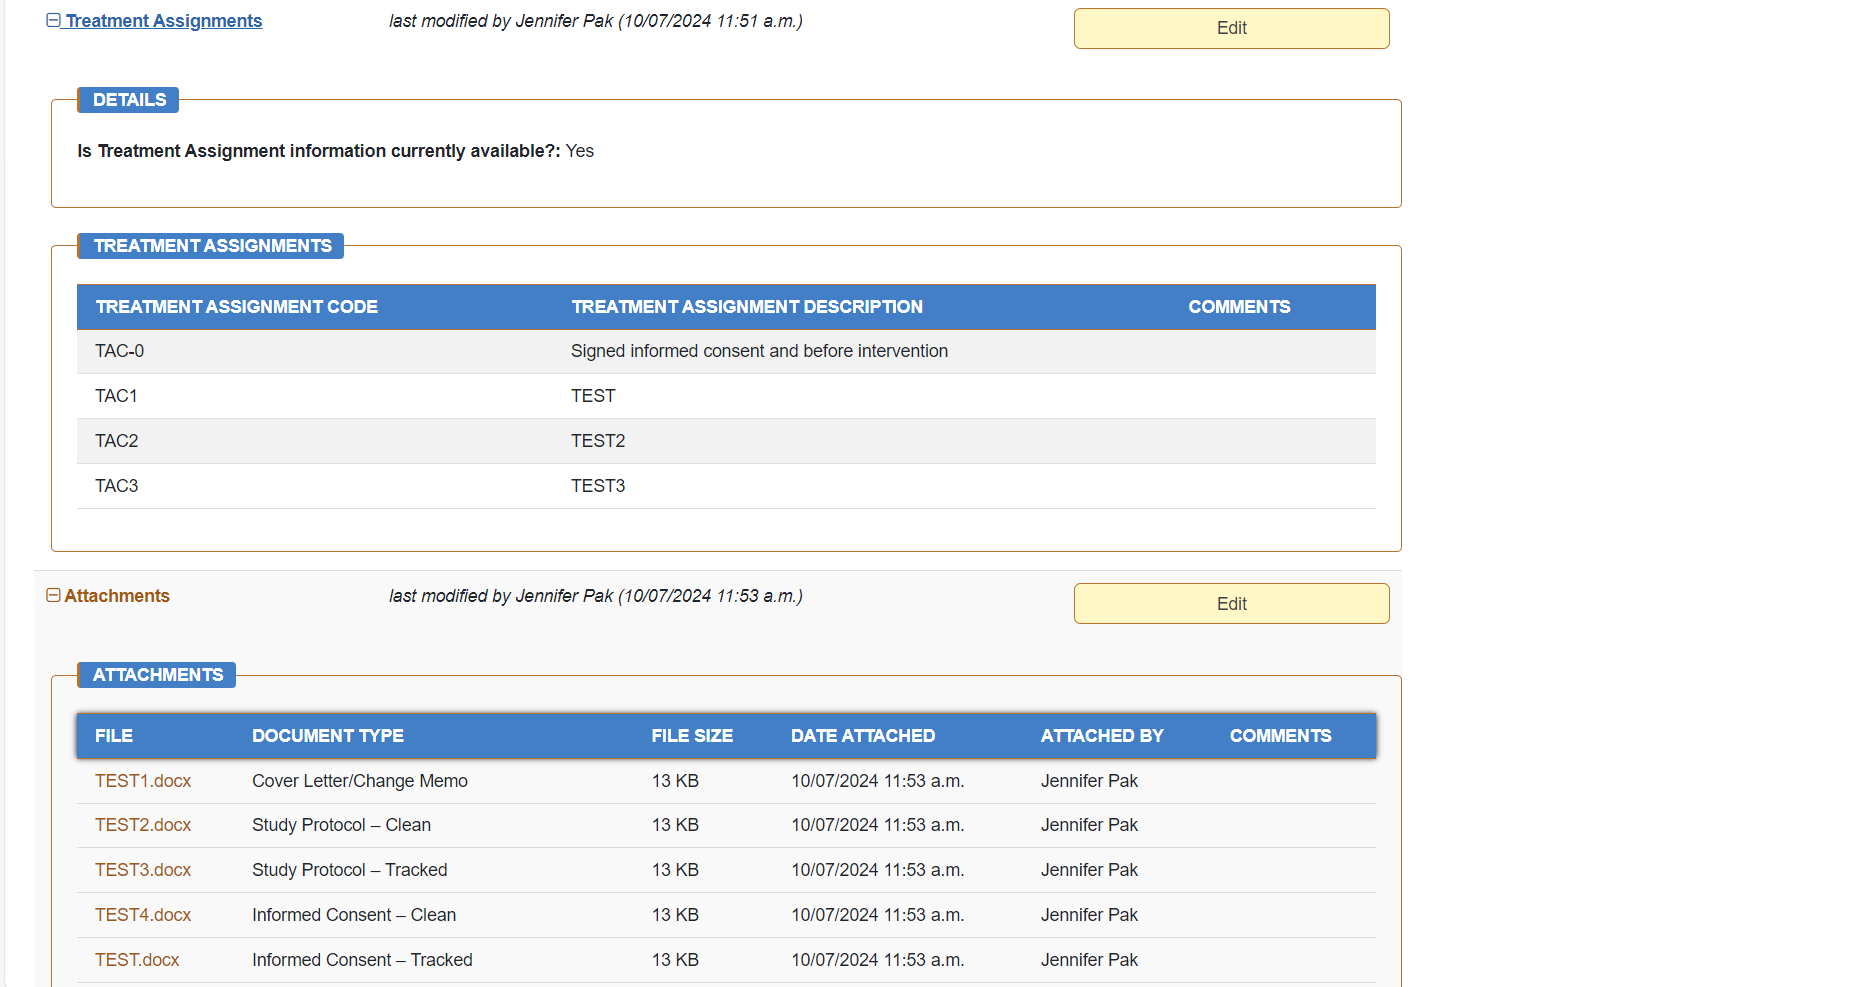 Treatment Assignments last modified by Jennifer Pak (10/07/2024 11:51 a.m.) Edit
DETAILS
Is Treatment Assignment information currently available?: Yes
TREATMENT ASSIGNMENTS
TREATMENT ASSIGNMENT CODE TREATMENT ASSIGNMENT DESCRIPTION COMMENTS
TAC-0 Signed informed consent and before intervention
TAC1 TEST
TAC2 TEST2
TAC3 TEST3
Attachments last modified by Jennifer Pak (10/07/2024 11:53 a.m.) Edit
ATTACHMENTS
FILE DOCUMENT TYPE FILE SIZE DATE ATTACHED ATTACHED BY COMMENTS
TEST1.docx Cover Letter/Change Memo 13 KB 10/07/2024 11:53 a.m. Jennifer Pak
TEST2.docx Study Protocol – Clean 13 KB 10/07/2024 11:53 a.m. Jennifer Pak
TEST3.docx Study Protocol – Tracked 13 KB 10/07/2024 11:53 a.m. Jennifer Pak
TEST4.docx Informed Consent – Clean 13 KB 10/07/2024 11:53 a.m. Jennifer Pak
TEST.docx Informed Consent – Tracked 13 KB 10/07/2024 11:53 a.m. Jennifer Pak